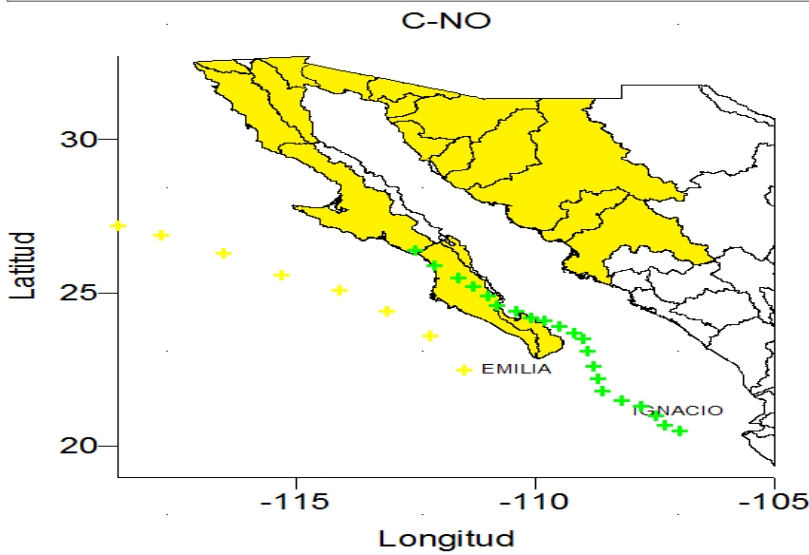 C-NO
30
25
20
Latitud
EMILIA
IGNACIO
-115
-110
-105
Longitud